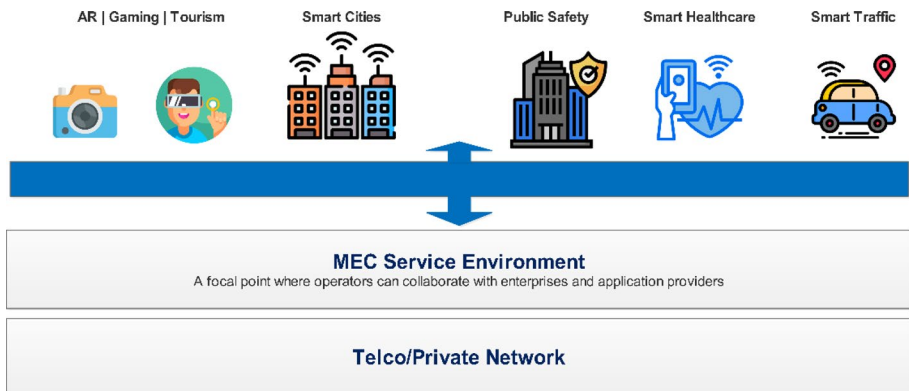 AR | Gaming | Tourism
Smart Cities
Public Safety
Smart Healthcare
Smart Traffic
MEC Service Environment
A focal point where operators can collaborate with enterprises and application providers
Telco/Private Network